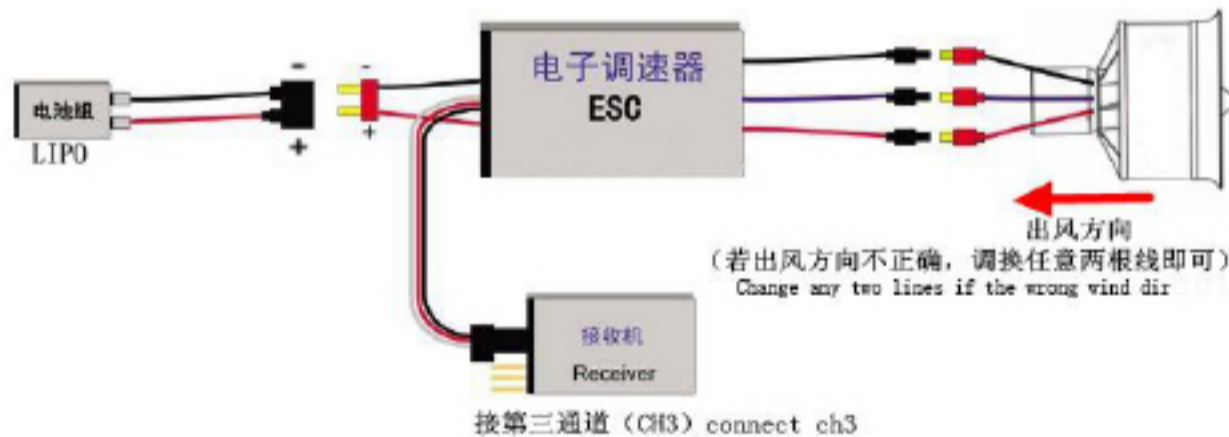 电池组
LIPO
-
+
-
+
电子调速器
ESC
出风方向
(若出风方向不正确，调换任意两根线即可)
Change any two lines if the wrong wind dir
接收机
Receiver
接第三通道（CH3）connect ch3